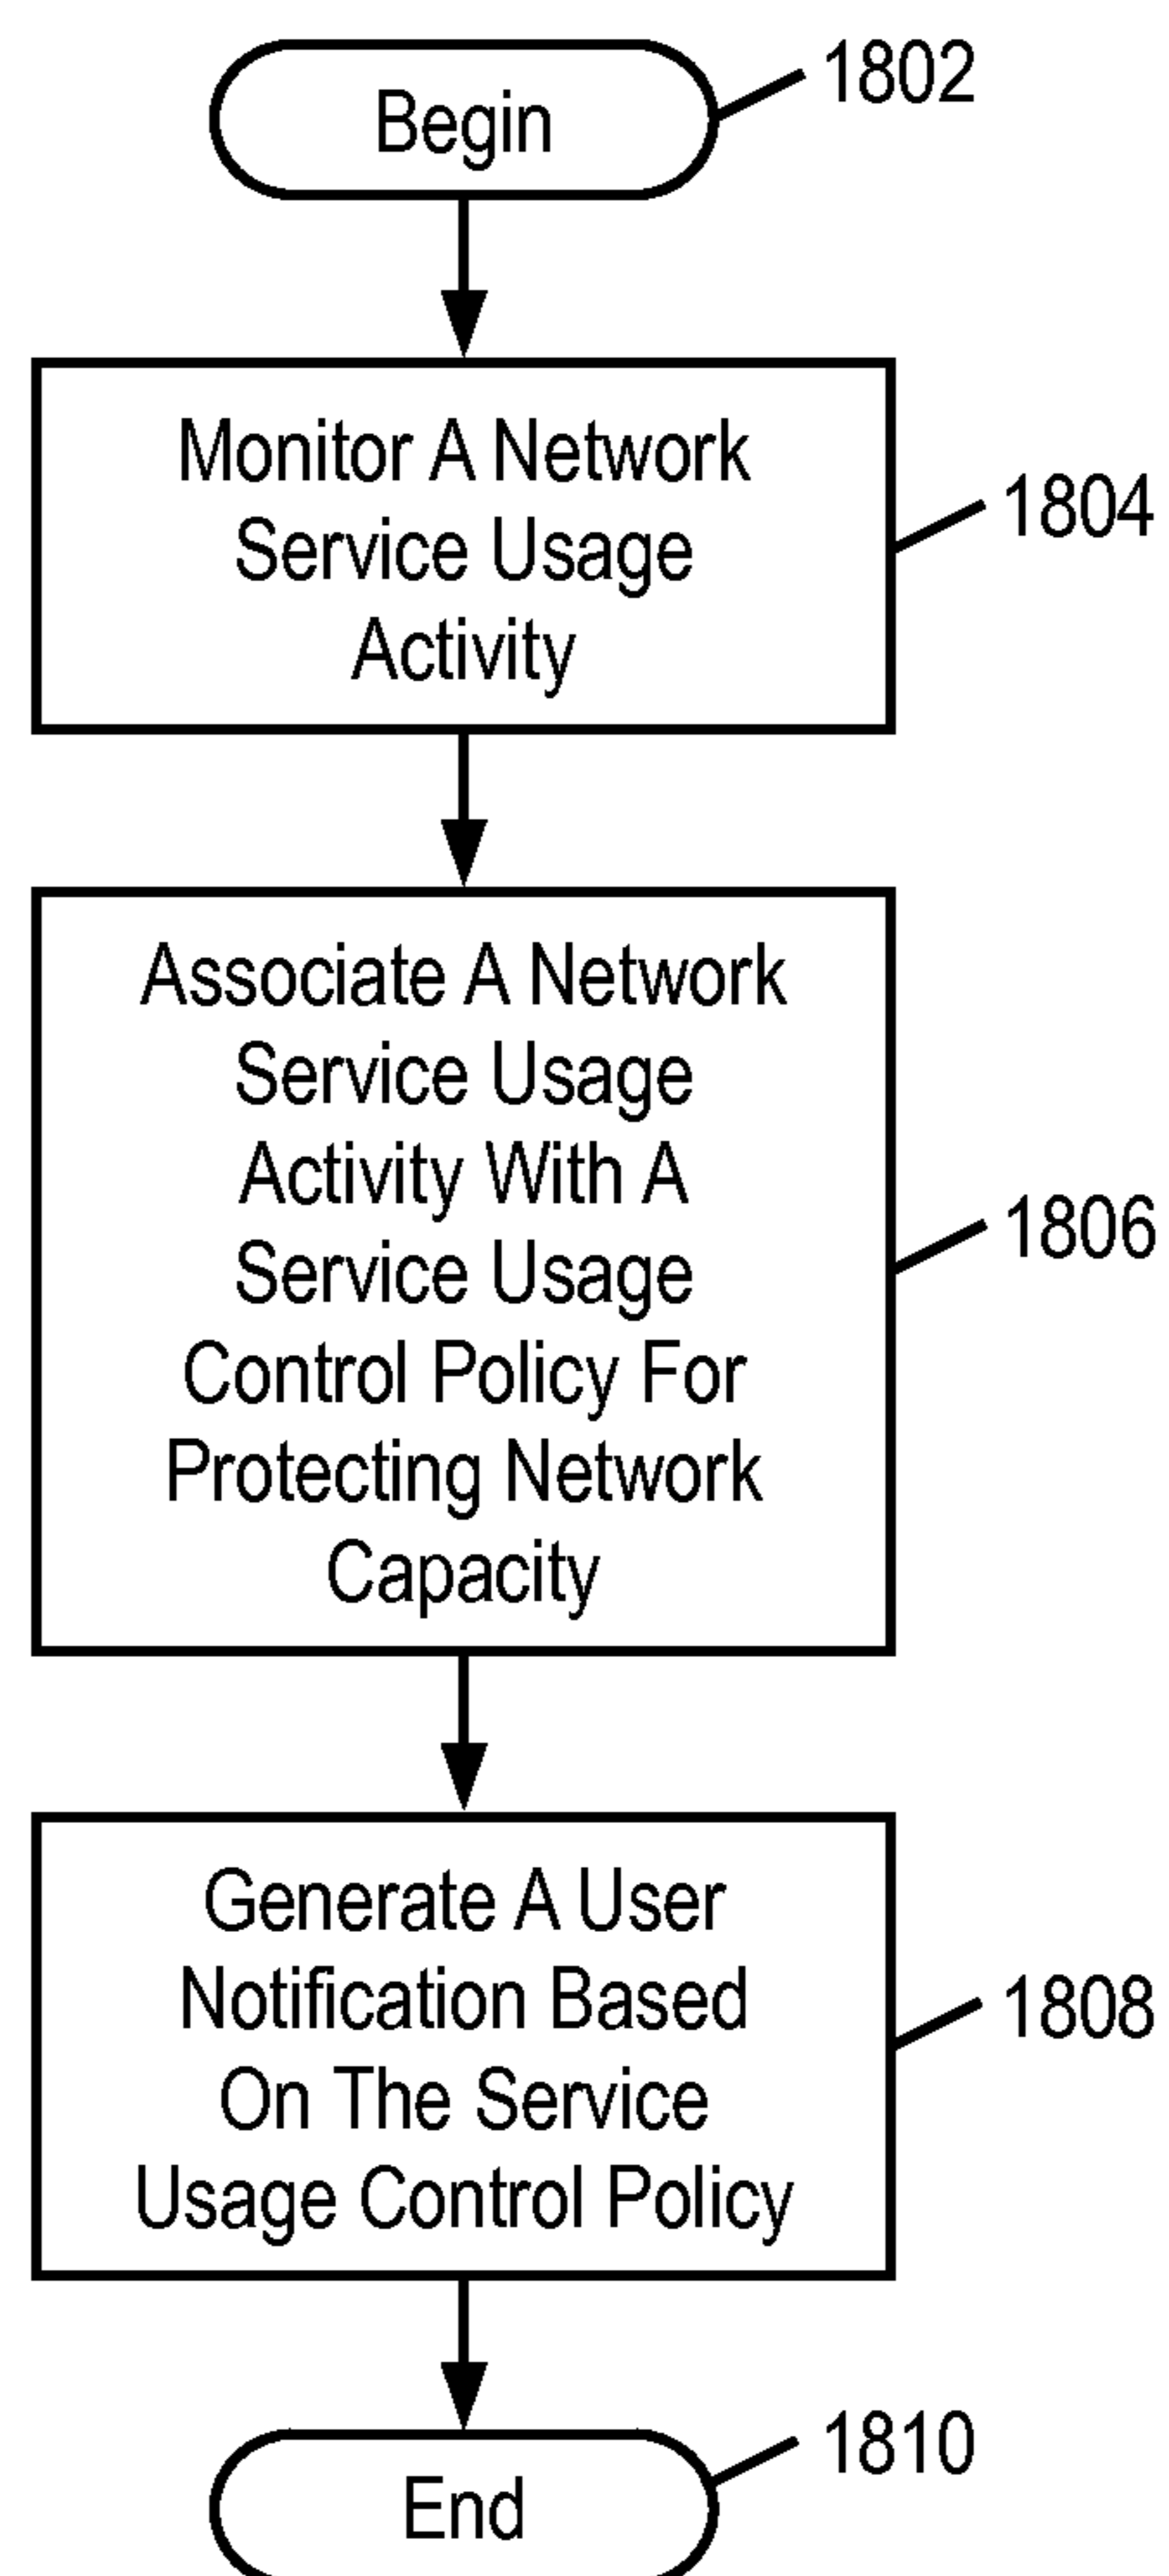 Begin
1802
Monitor A Network
Service Usage
Activity
1804
Associate A Network
Service Usage
Activity With A
Service Usage
Control Policy For
Protecting Network
Capacity
1806
Generate A User
Notification Based
On The Service
Usage Control Policy
1808
End
1810